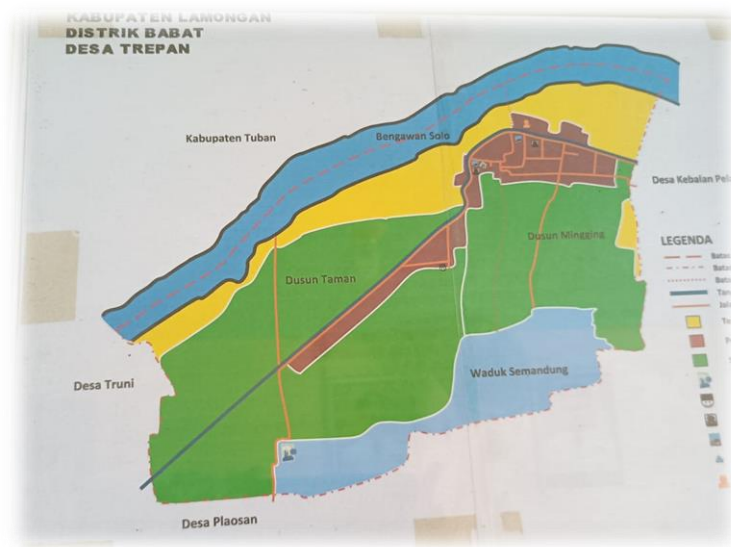 KABUPATEN LAMONGAN
DISTRIK BABAT
DESA TREPAN
Kabupaten Tuban
Bengawan Solo
Desa Kebalan
Dusun Mingging
LEGENDA
Dusun Taman
Waduk Semandung
Desa Truni
Desa Plaosan